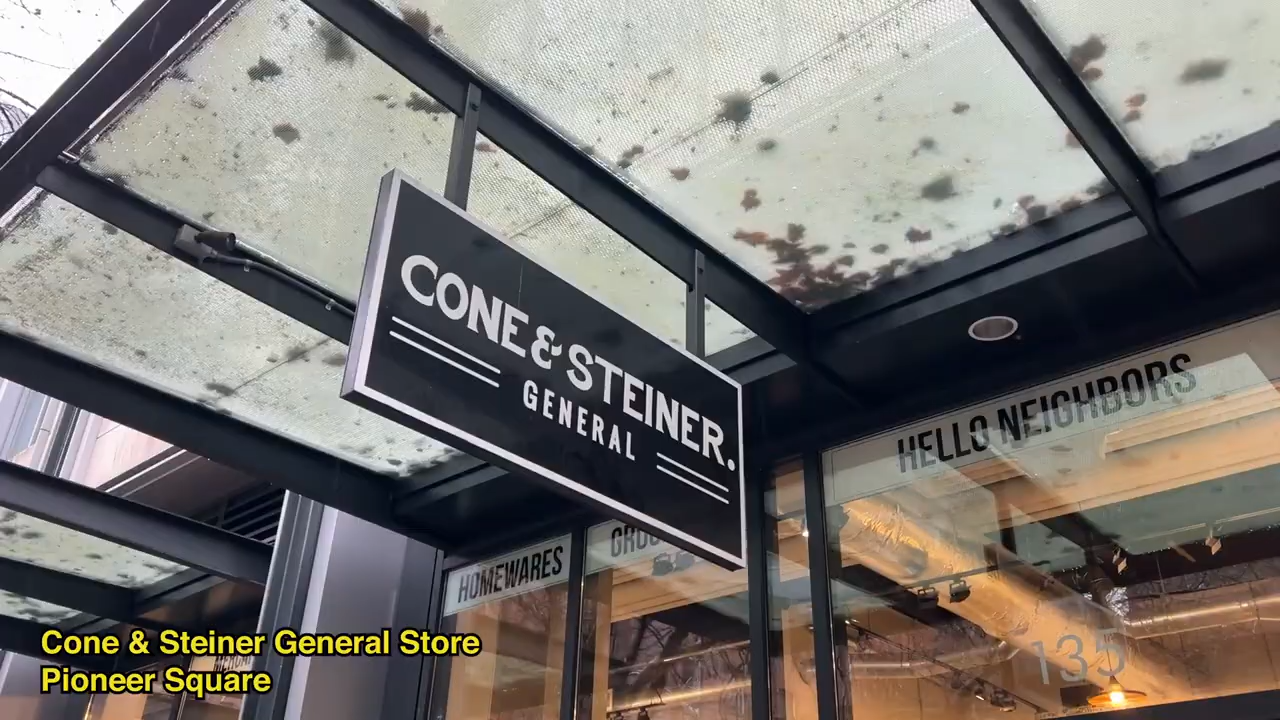 CONE & STEINER.
GENERAL
HELLO NEIGHBORS
HOMEWARES
135
Cone & Steiner General Store
Pioneer Square